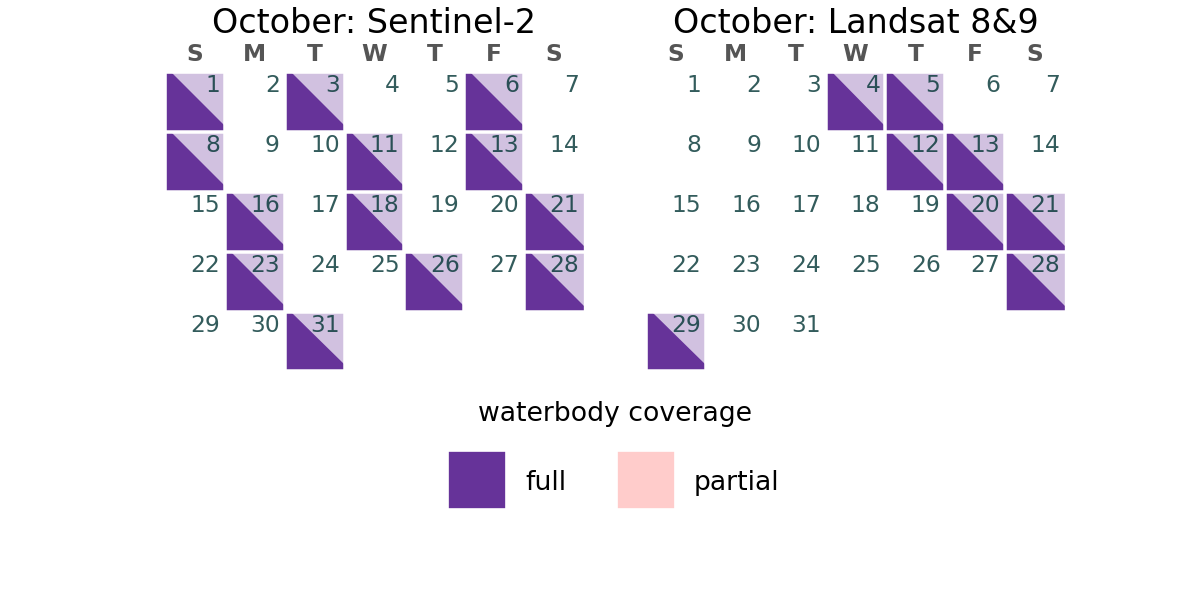 October: Sentinel-2
S M T W T F S
1 2 3 4 5 6 7
8 9 10 11 12 13 14
15 16 17 18 19 20 21
22 23 24 25 26 27 28
29 30 31
October: Landsat 8&9
S M T W T F S
1 2 3 4 5 6 7
8 9 10 11 12 13 14
15 16 17 18 19 20 21
22 23 24 25 26 27 28
29 30 31
waterbody coverage
full partial